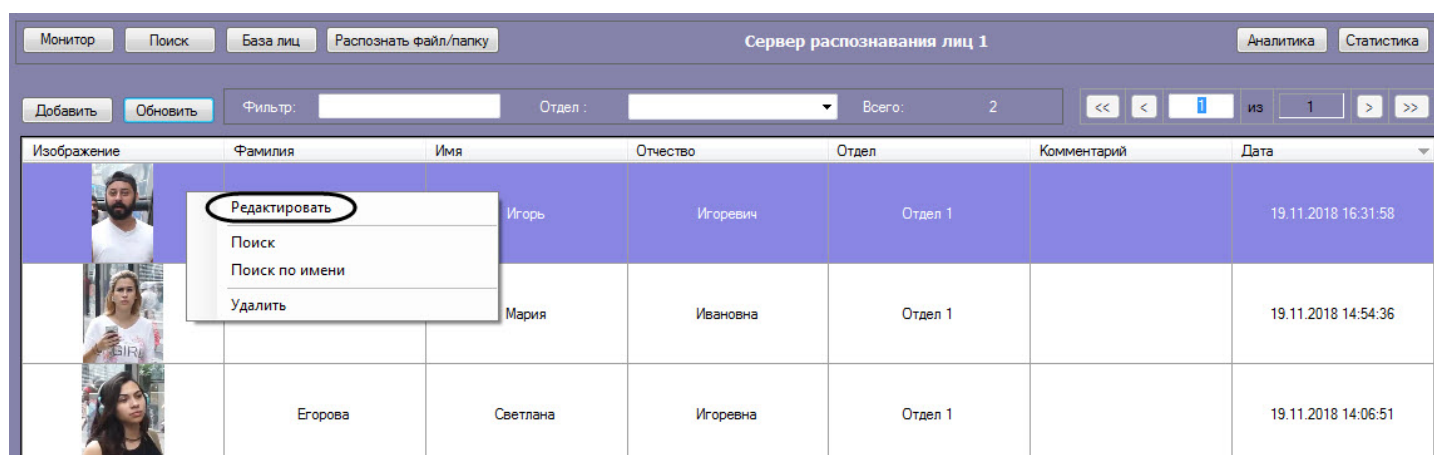 Монитор Поиск База лиц Распознать файл/папку Сервер распознавания лиц 1 Аналитика Статистика
Добавить Обновить Фильтр: Отдел : Всего: 2 << < 1 из 1 > >>
Изображение Фамилия Имя Отчество Отдел Комментарий Дата
Редактировать
Игорь Игоревич Отдел 1 19.11.2018 16:31:58
Поиск
Поиск по имени
Удалить
Мария Ивановна Отдел 1 19.11.2018 14:54:36
GIRL
Егорова Светлана Игоревна Отдел 1 19.11.2018 14:06:51